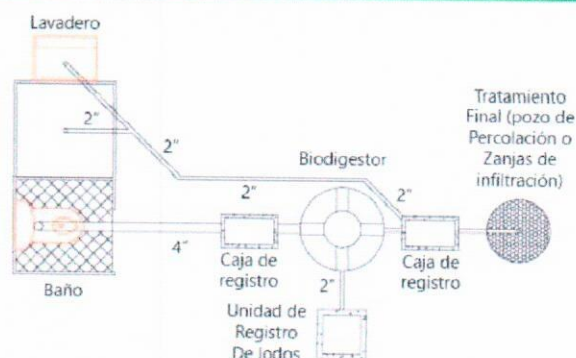 Lavadero
2"
2"
2"
2"
4"
Baño
Caja de
registro
Biodigestor
2"
Unidad de
Registro
De lodos
Caja de
registro
Tratamiento
Final (pozo de
Percolación o
Zanjas de
infiltración)